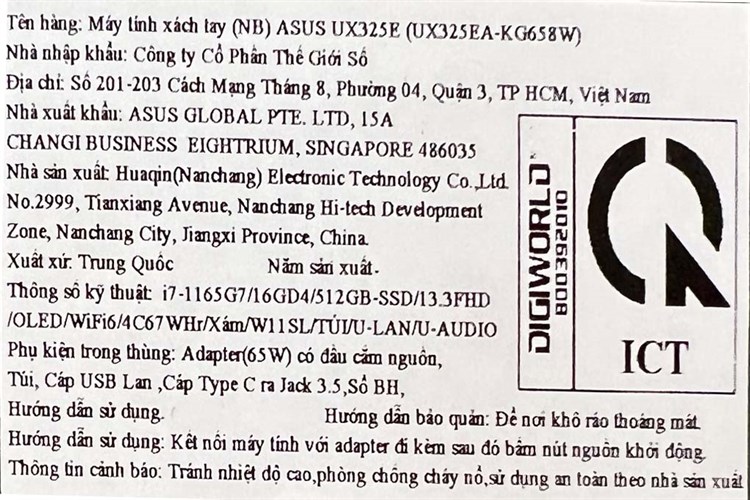 Tên hàng: Máy tính xách tay (NB) ASUS UX325E (UX325EA-KG658W)
Nhà nhập khẩu: Công ty Cổ Phần Thế Giới Số
Địa chỉ: Số 201-203 Cách Mạng Tháng 8, Phường 04, Quận 3, TP HCM, Việt Nam
Nhà xuất khẩu: ASUS GLOBAL PTE. LTD, 15A
CHANGI BUSINESS EIGHTRIUM, SINGAPORE 486035
Nhà sản xuất: Huaqin(Nanchang) Electronic Technology Co.,Ltd.
No.2999, Tianxiang Avenue, Nanchang Hi-tech Development
Zone, Nanchang City, Jiangxi Province, China.
Xuất xứ: Trung Quốc Năm sản xuất:
Thông số kỹ thuật: i7-1165G7/16GD4/512GB-SSD/13.3FHD
/OLED/WiFi6/4C67WHr/Xám/W11SL/TÚI/U-LAN/U-AUDIO
Phụ kiện trong thùng: Adapter(65W) có đầu cắm nguồn,
Túi, Cáp USB Lan ,Cáp Type C ra Jack 3.5,Sổ BH,
Hướng dẫn sử dụng. Hướng dẫn bảo quản: Để nơi khô ráo thoáng mát.
Hướng dẫn sử dụng: Kết nối máy tính với adapter đi kèm sau đó bấm nút nguồn khởi động.
Thông tin cảnh báo: Tránh nhiệt độ cao,phòng chống cháy nổ,sử dụng an toàn theo nhà sản xuất
DIGIWORLD
0102633008
ICT